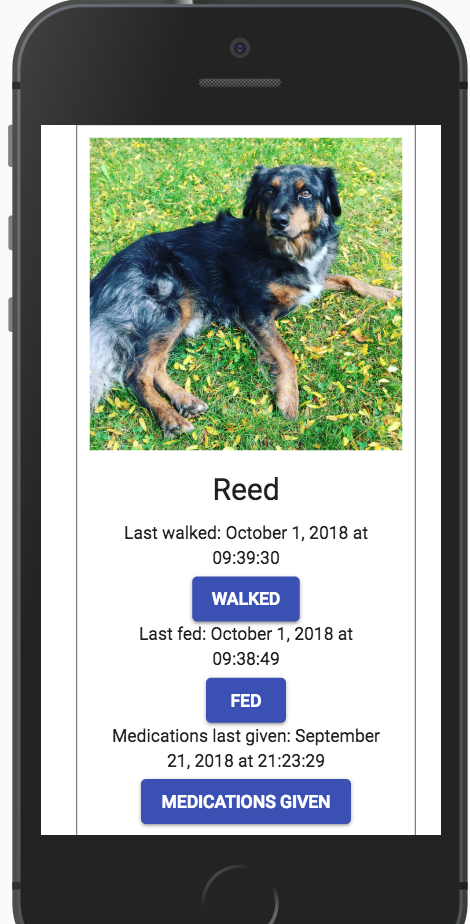 Reed
Last walked: October 1, 2018 at
09:39:30
WALKED
Last fed: October 1, 2018 at
09:38:49
FED
Medications last given: September
21, 2018 at 21:23:29
MEDICATIONS GIVEN